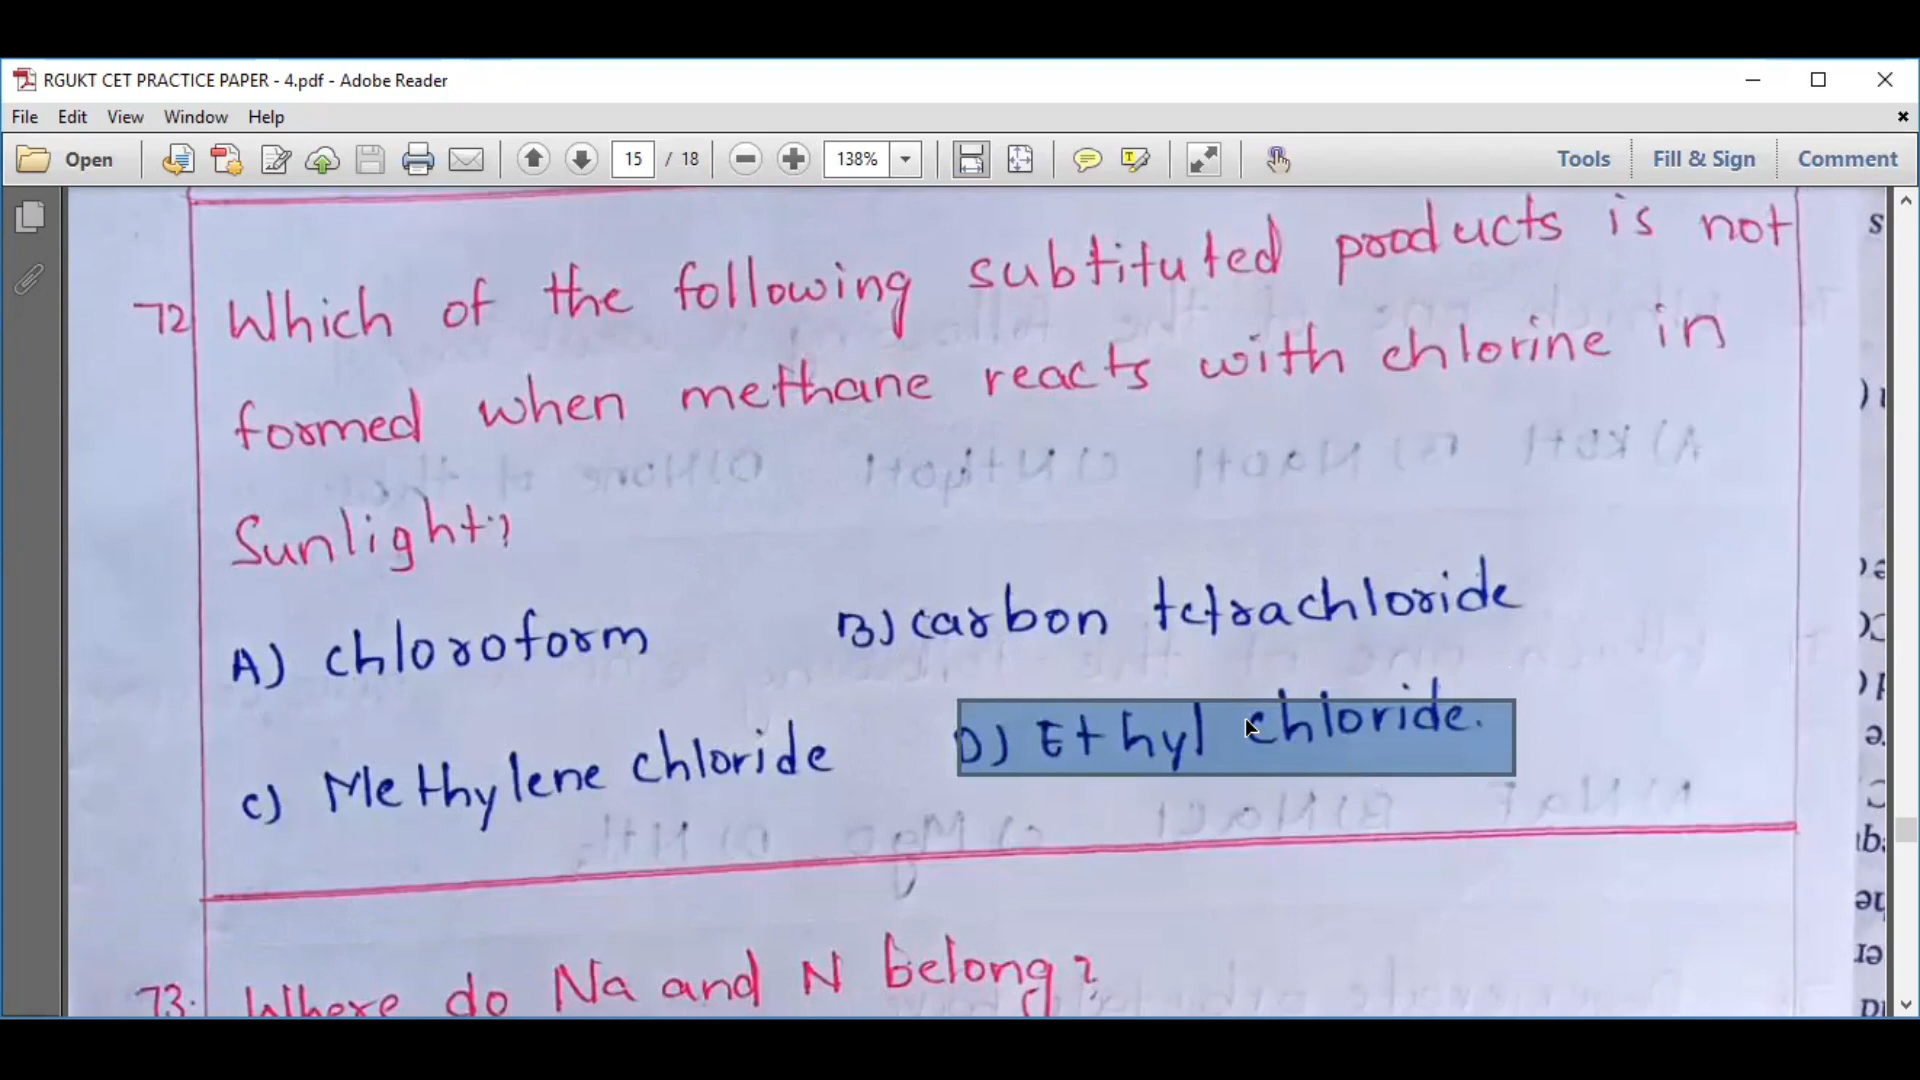 RGUKT CET PRACTICE PAPER - 4.pdf - Adobe Reader
File Edit View Window Help
Open 15 / 18 138% Tools Fill & Sign Comment
72 Which of the following subtituted products is not
formed when methane reacts with chlorine in
Sunlight?
A) chloroform B) carbon tetrachloride
C) Methylene chloride D) Ethyl chloride.
73. Where do Na and N belong?